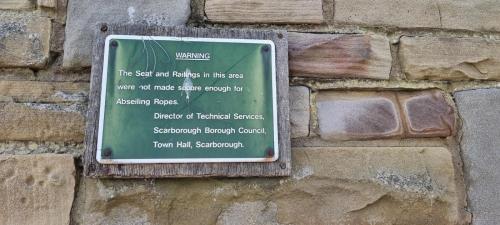 WARNING
The Seat and Railings in this area
were not made secure enough for
Abseiling Ropes.
Director of Technical Services,
Scarborough Borough Council,
Town Hall, Scarborough.